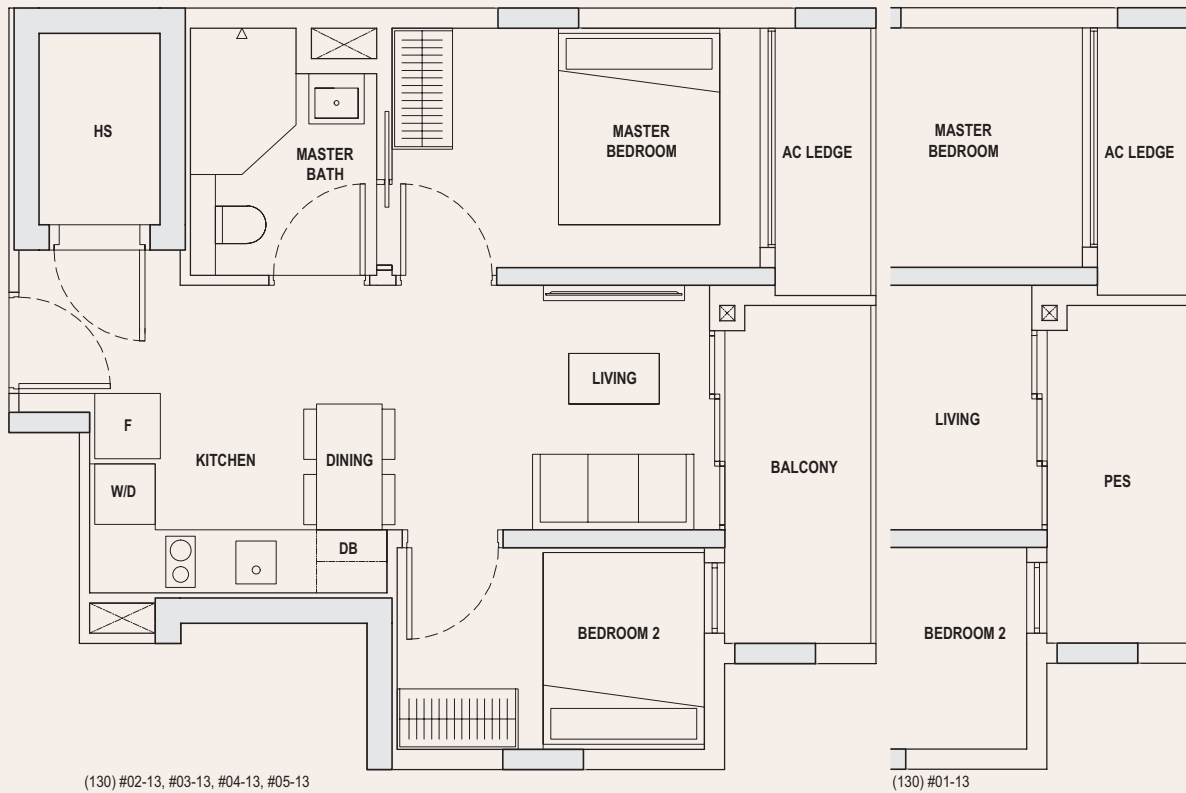 HS
MASTER
BATH
MASTER
BEDROOM
AC LEDGE
LIVING
F
KITCHEN
DINING
W/D
BALCONY
DB
BEDROOM 2
(130) #02-13, #03-13, #04-13, #05-13
MASTER
BEDROOM
AC LEDGE
LIVING
PES
BEDROOM 2
(130) #01-13